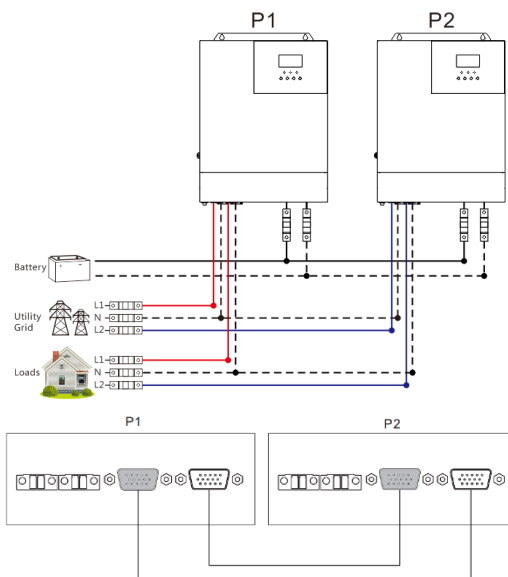 P1 P2
Battery
Utility
Grid
L1
N
L2
Loads
L1
N
L2
P1 P2